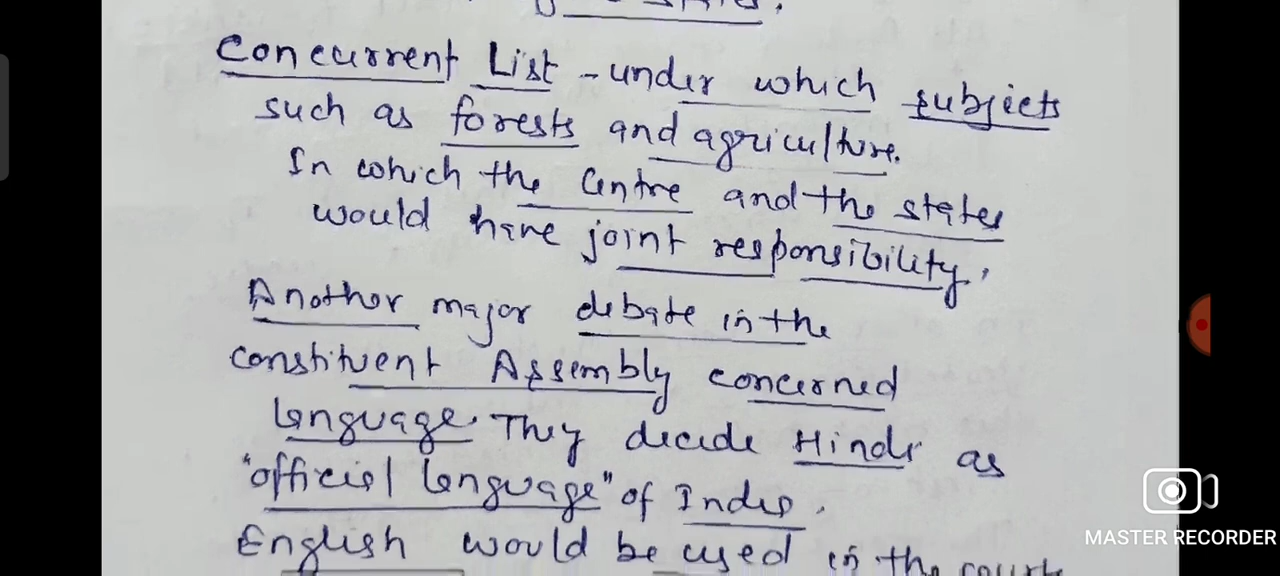 Concurrent List - under which subjects
such as forests and agriculture.
In which the Centre and the states
would have joint responsibility.
Another major debate in the
constituent Assembly concerned
language. They decide Hindi as
"official language" of India.
English would be used in the courts
MASTER RECORDER